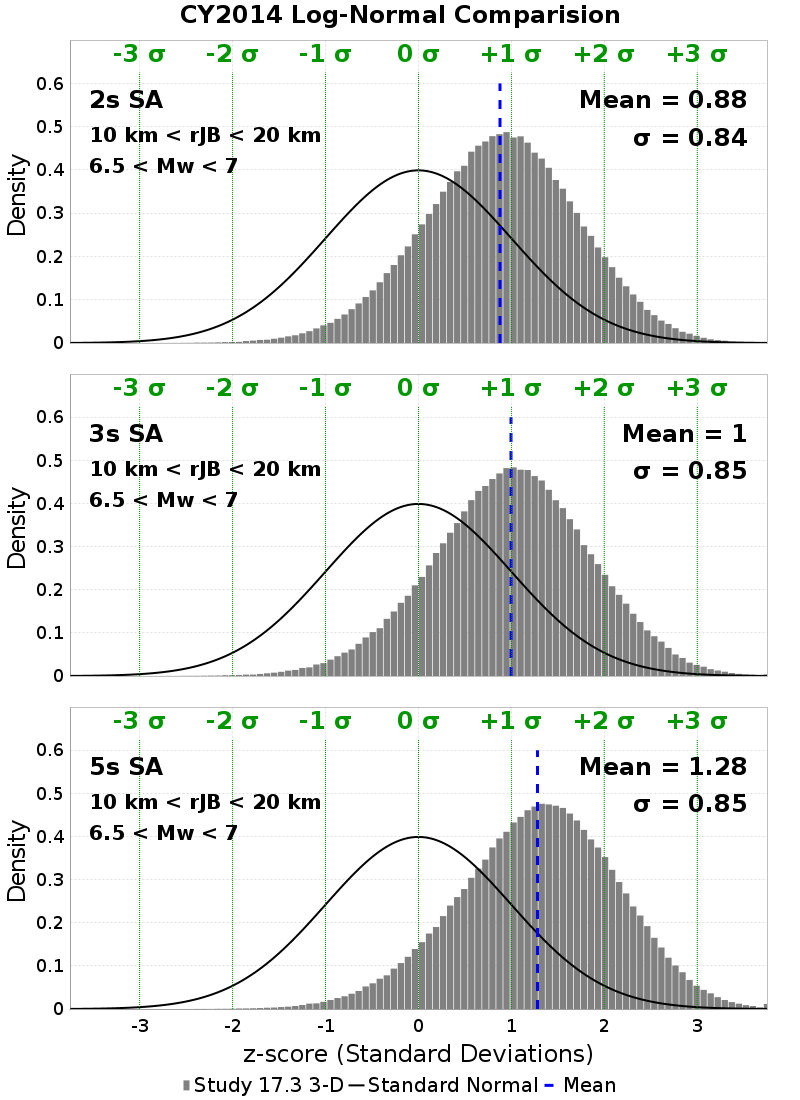 CY2014 Log-Normal Comparision
-3 σ -2 σ -1 σ 0 σ +1 σ +2 σ +3 σ
2s SA
10 km < rJB < 20 km
6.5 < Mw < 7
Mean = 0.88
σ = 0.84
Density
0.6
0.5
0.4
0.3
0.2
0.1
0
-3 σ -2 σ -1 σ 0 σ +1 σ +2 σ +3 σ
3s SA
10 km < rJB < 20 km
6.5 < Mw < 7
Mean = 1
σ = 0.85
Density
0.6
0.5
0.4
0.3
0.2
0.1
0
-3 σ -2 σ -1 σ 0 σ +1 σ +2 σ +3 σ
5s SA
10 km < rJB < 20 km
6.5 < Mw < 7
Mean = 1.28
σ = 0.85
Density
0.6
0.5
0.4
0.3
0.2
0.1
0
-3 -2 -1 0 1 2 3
z-score (Standard Deviations)
Study 17.3 3-D Standard Normal Mean